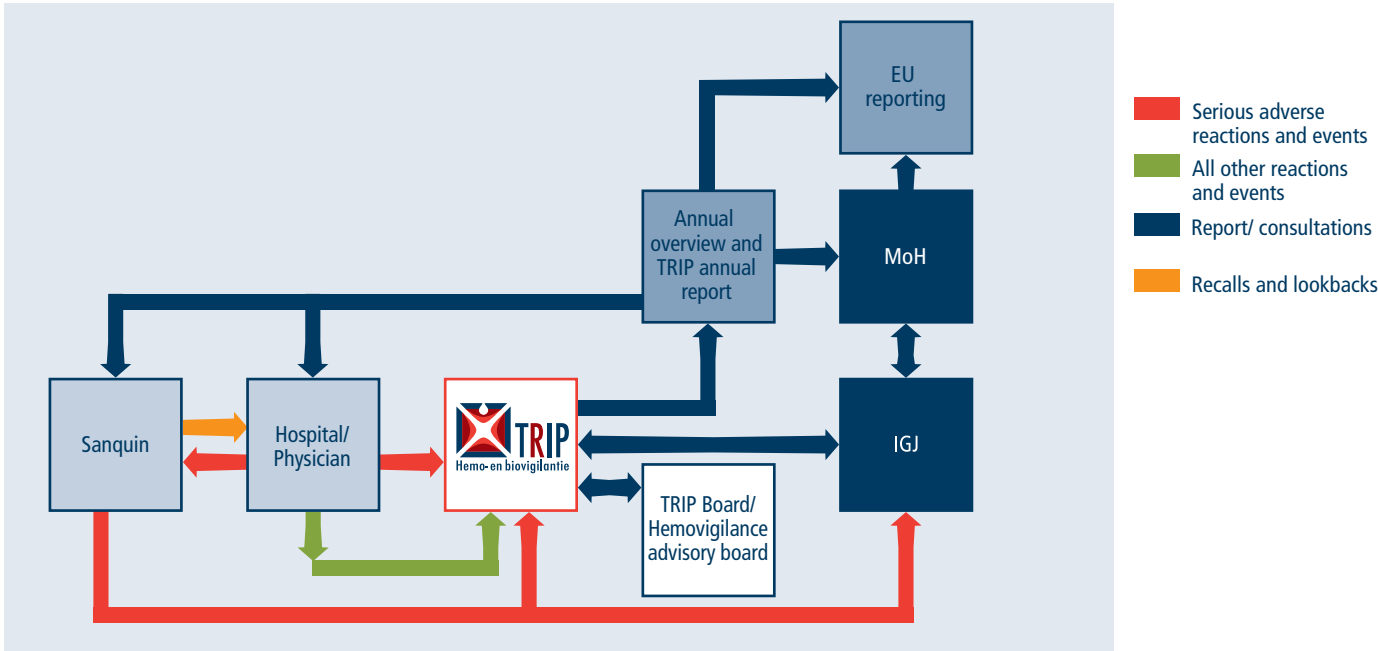 EU
reporting
Serious adverse
reactions and events
All other reactions
and events
Report/ consultations
Recalls and lookbacks
Annual
overview and
TRIP annual
report
MoH
Sanquin
Hospital/
Physician
TRIP
Hemo- en biovigilantie
IGJ
TRIP Board/
Hemovigilance
advisory board